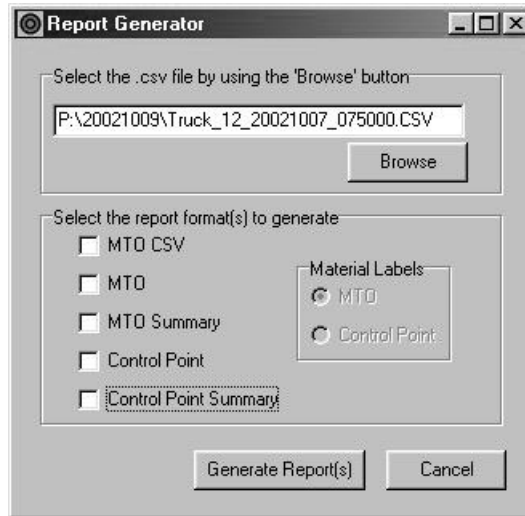 Report Generator
Select the .csv file by using the 'Browse' button
P:\20021009\Truck_12_20021007_075000.CSV
Browse
Select the report format(s) to generate
MTO CSV
MTO
MTO Summary
Control Point
Control Point Summary
Material Labels
MTO
Control Point
Generate Report(s)
Cancel